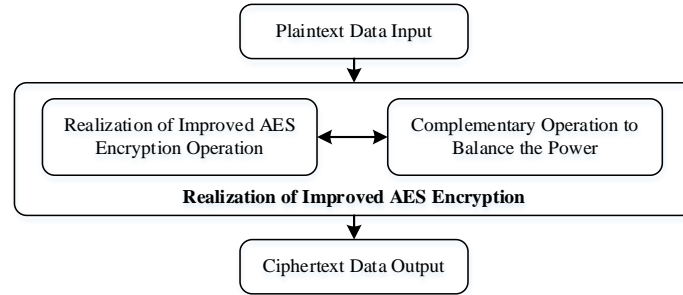 Plaintext Data Input
Realization of Improved AES
Encryption Operation
Complementary Operation to
Balance the Power
Realization of Improved AES Encryption
Ciphertext Data Output